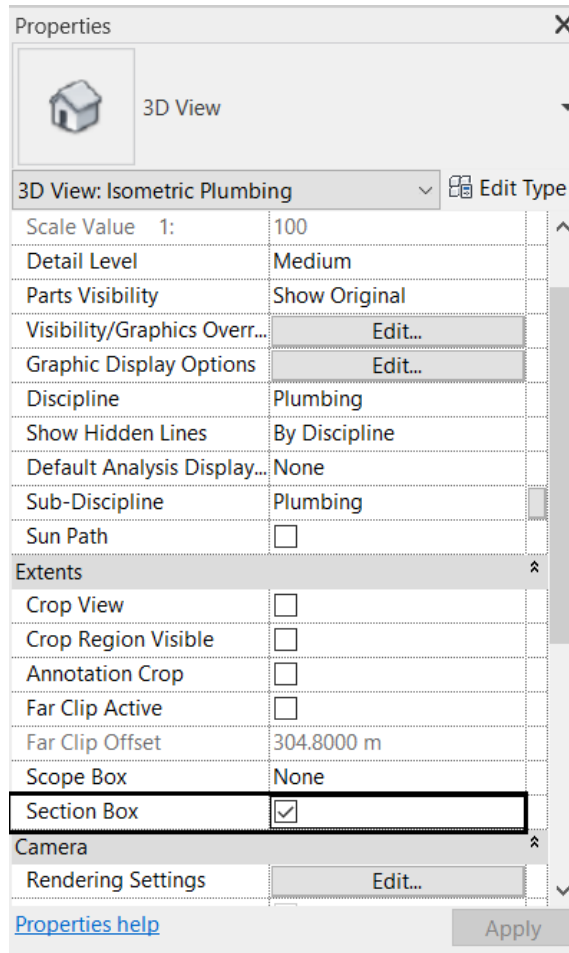 Properties
3D View
3D View: Isometric Plumbing Edit Type
Scale Value 1: 100
Detail Level Medium
Parts Visibility Show Original
Visibility/Graphics Overr... Edit...
Graphic Display Options Edit...
Discipline Plumbing
Show Hidden Lines By Discipline
Default Analysis Display... None
Sub-Discipline Plumbing
Sun Path
Extents
Crop View
Crop Region Visible
Annotation Crop
Far Clip Active
Far Clip Offset 304.8000 m
Scope Box None
Section Box
Camera
Rendering Settings Edit...
Properties help Apply